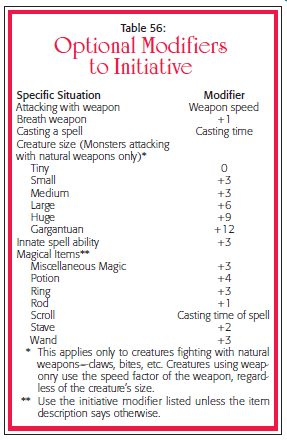 Table 56:
Optional Modifiers
to Initiative
Specific Situation Modifier
Attacking with weapon Weapon speed
Breath weapon +1
Casting a spell Casting time
Creature size (Monsters attacking
with natural weapons only)*
Tiny 0
Small +3
Medium +3
Large +6
Huge +9
Gargantuan +12
Innate spell ability +3
Magical Items**
Miscellaneous Magic +3
Potion +4
Ring +3
Rod +1
Scroll Casting time of spell
Stave +2
Wand +3
* This applies only to creatures fighting with natural
weapons—claws, bites, etc. Creatures using weap-
onry use the speed factor of the weapon, regard-
less of the creature's size.
** Use the initiative modifier listed unless the item
description says otherwise.